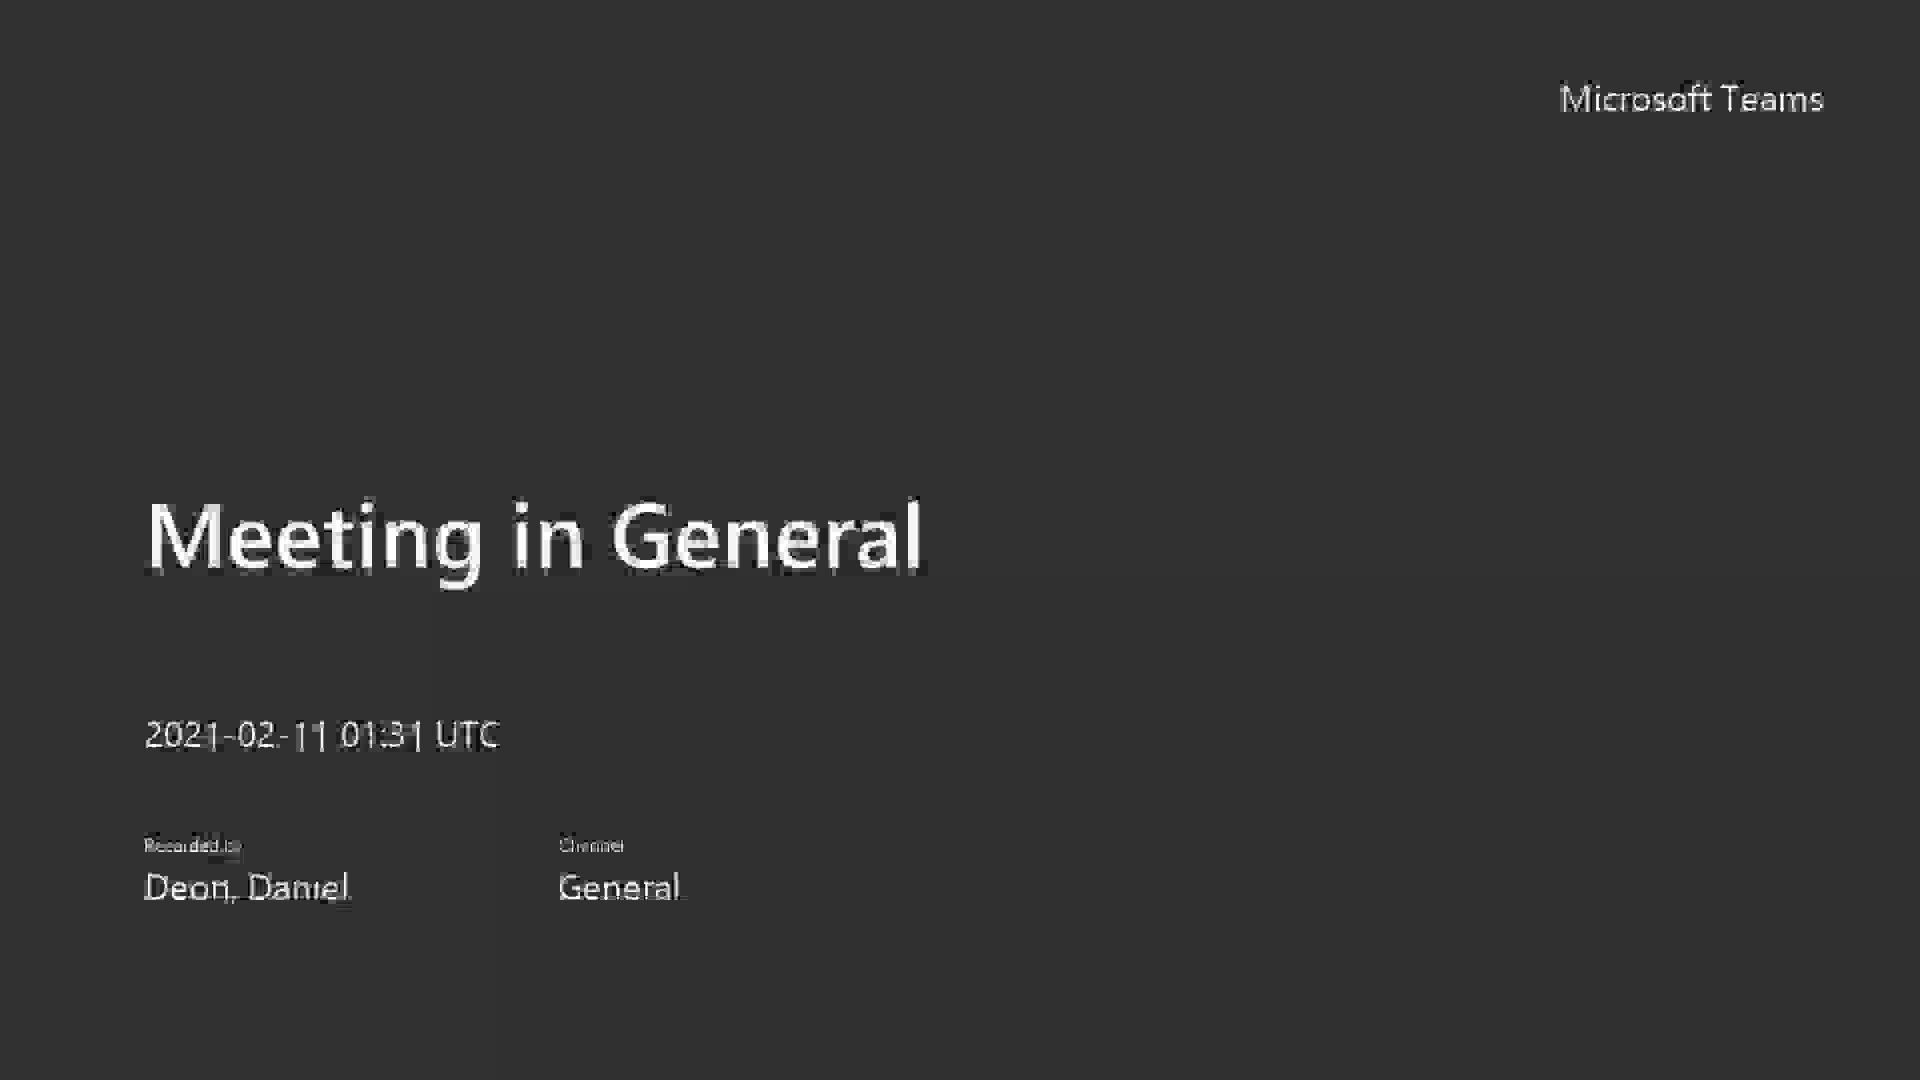 Microsoft Teams
Meeting in General
2021-02-11 01:31 UTC
Recorded by
Channel
Deon, Daniel
General